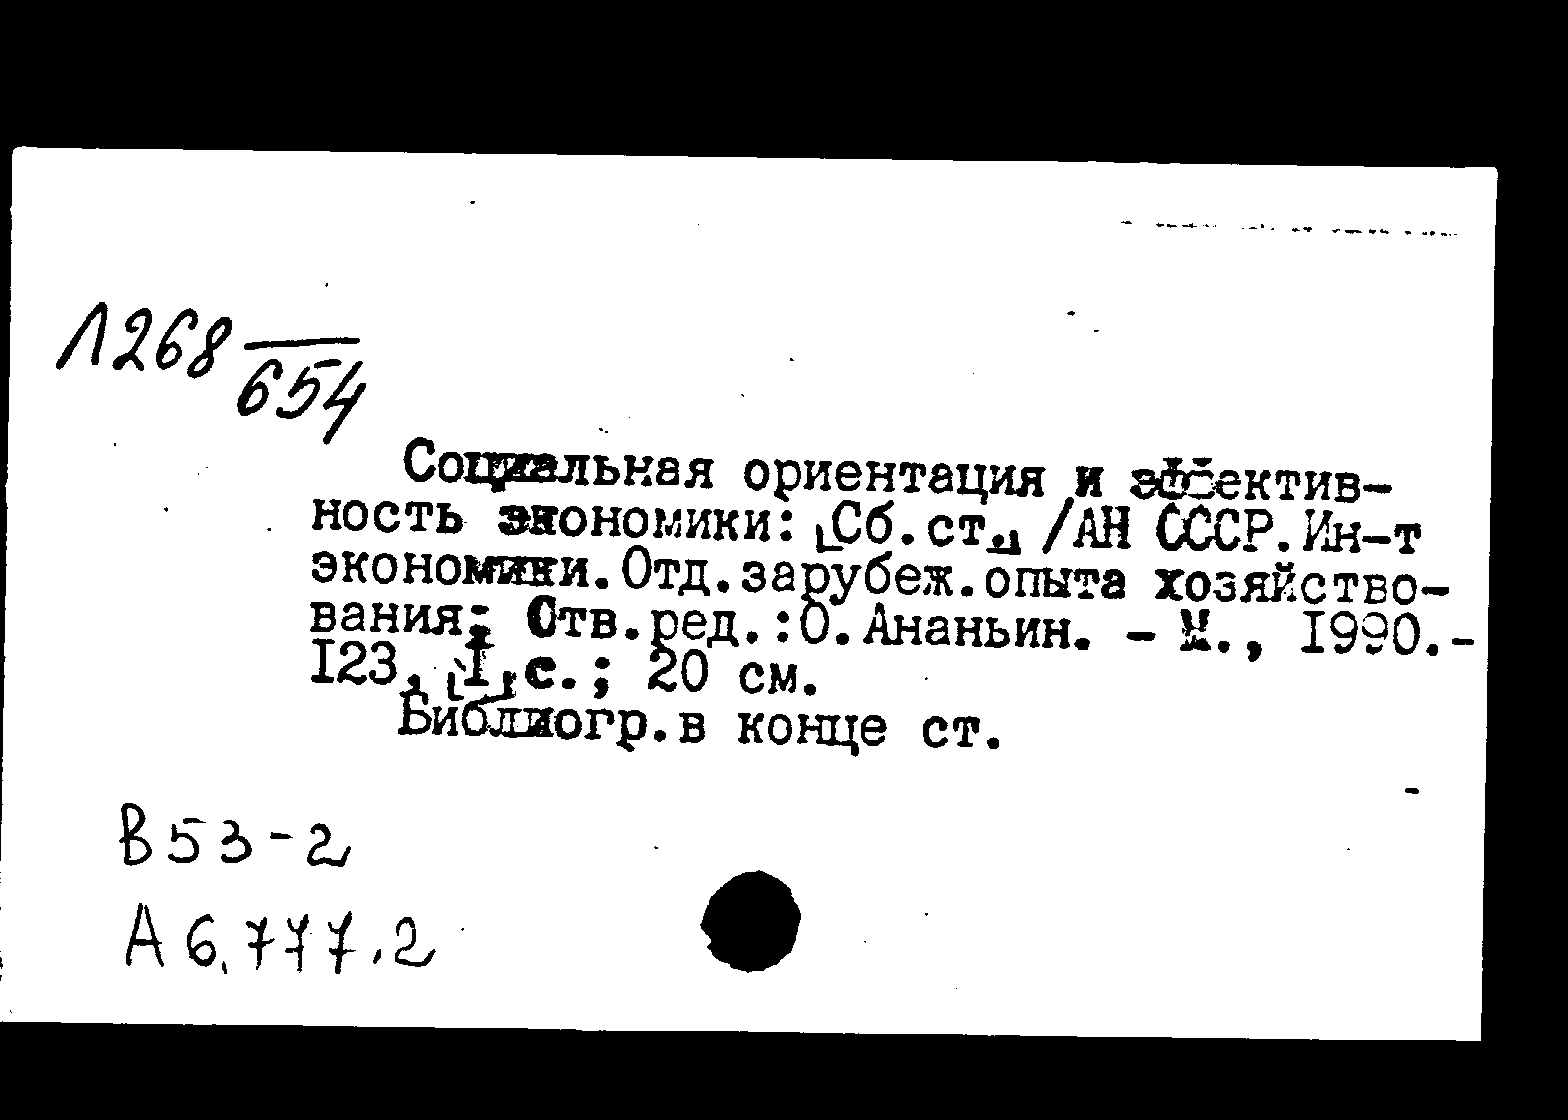 Л268
654
Социальная ориентация и эффектив-
ность экономики: [Сб.ст.] /АН СССР. Ин-т
экономики. Отд. зарубеж. опыта хозяйство-
вания; Отв. ред.: О. Ананьин. - М., 1990.-
123, [1] с.; 20 см.
Библиогр. в конце ст.
В53-2
А6.777.2